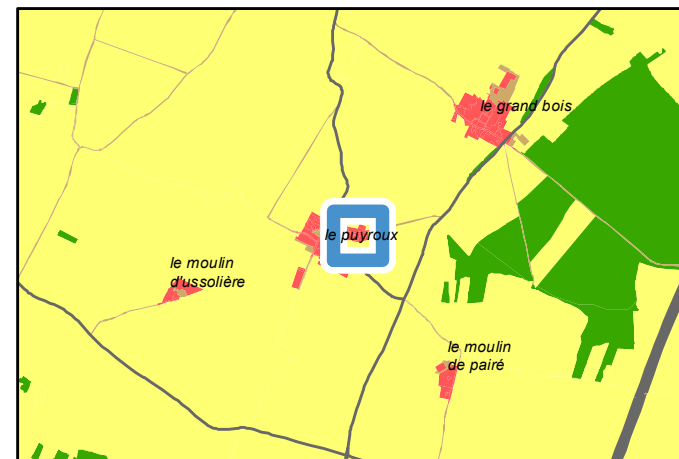 le grand bois
le puyroux
le moulin
d'ussolière
le moulin
de pairé